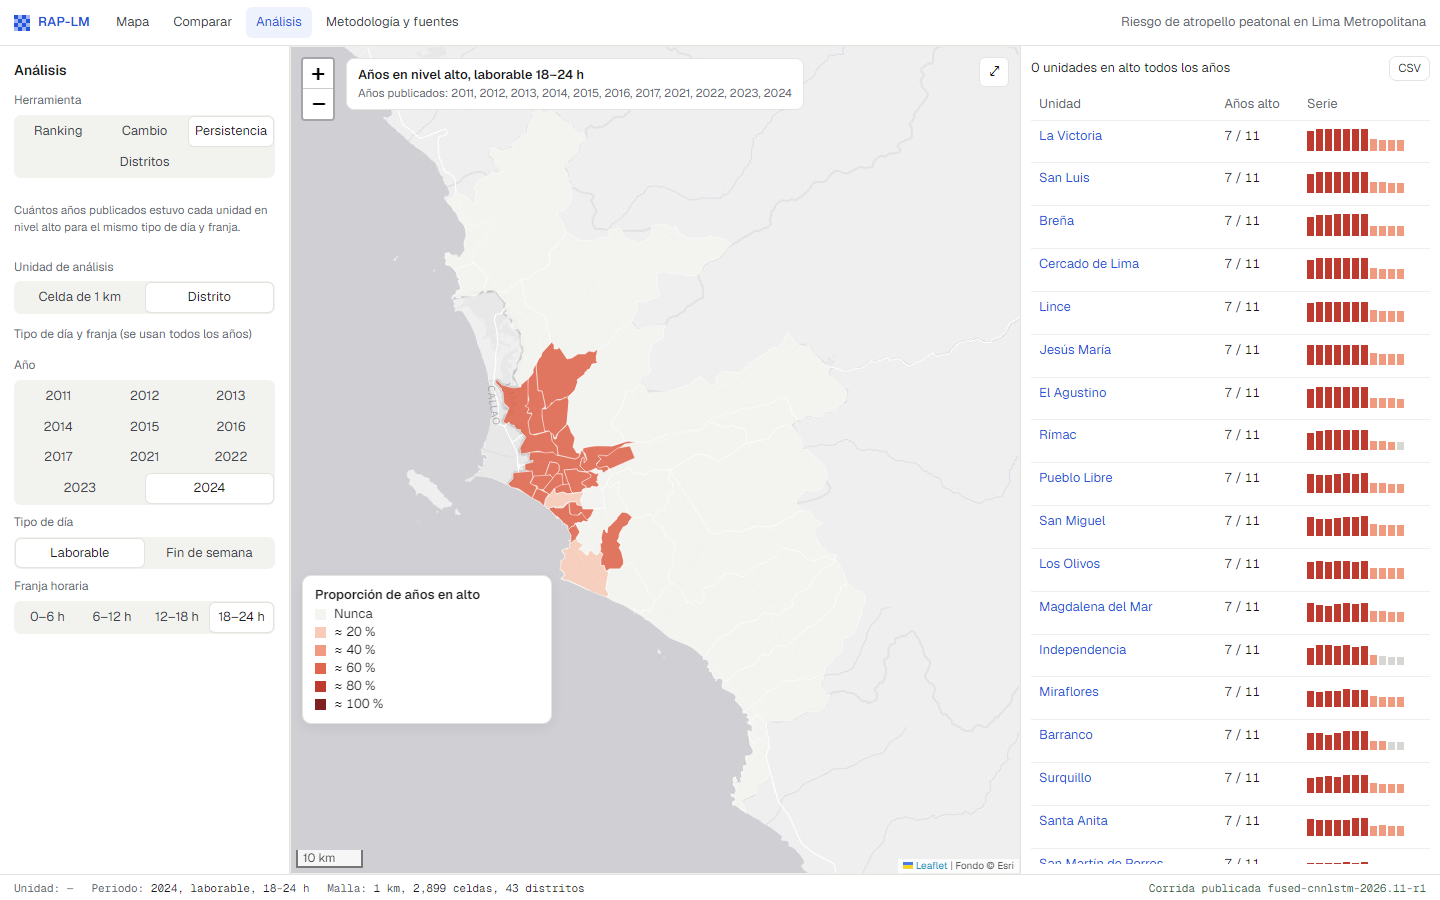 RAP-LM
Mapa
Comparar
Análisis
Metodología y fuentes
Riesgo de atropello peatonal en Lima Metropolitana
Análisis
Herramienta
Ranking
Cambio
Persistencia
Distritos
Cuántos años publicados estuvo cada unidad en
nivel alto para el mismo tipo de día y franja.
Unidad de análisis
Celda de 1 km
Distrito
Tipo de día y franja (se usan todos los años)
Año
2011
2012
2013
2014
2015
2016
2017
2021
2022
2023
2024
Tipo de día
Laborable
Fin de semana
Franja horaria
0–6 h
6–12 h
12–18 h
18–24 h
+
−
Años en nivel alto, laborable 18–24 h
Años publicados: 2011, 2012, 2013, 2014, 2015, 2016, 2017, 2021, 2022, 2023, 2024
CALLAO
Proporción de años en alto
Nunca
≈ 20 %
≈ 40 %
≈ 60 %
≈ 80 %
≈ 100 %
10 km
Leaflet | Fondo © Esri
0 unidades en alto todos los años
CSV
Unidad Años alto Serie
La Victoria 7 / 11
San Luis 7 / 11
Breña 7 / 11
Cercado de Lima 7 / 11
Lince 7 / 11
Jesús María 7 / 11
El Agustino 7 / 11
Rímac 7 / 11
Pueblo Libre 7 / 11
San Miguel 7 / 11
Los Olivos 7 / 11
Magdalena del Mar 7 / 11
Independencia 7 / 11
Miraflores 7 / 11
Barranco 7 / 11
Surquillo 7 / 11
Santa Anita 7 / 11
San Martín de Porres 7 / 11
Unidad: — Periodo: 2024, laborable, 18-24 h Malla: 1 km, 2,899 celdas, 43 distritos
Corrida publicada fused-cnnlstm-2026.11-r1